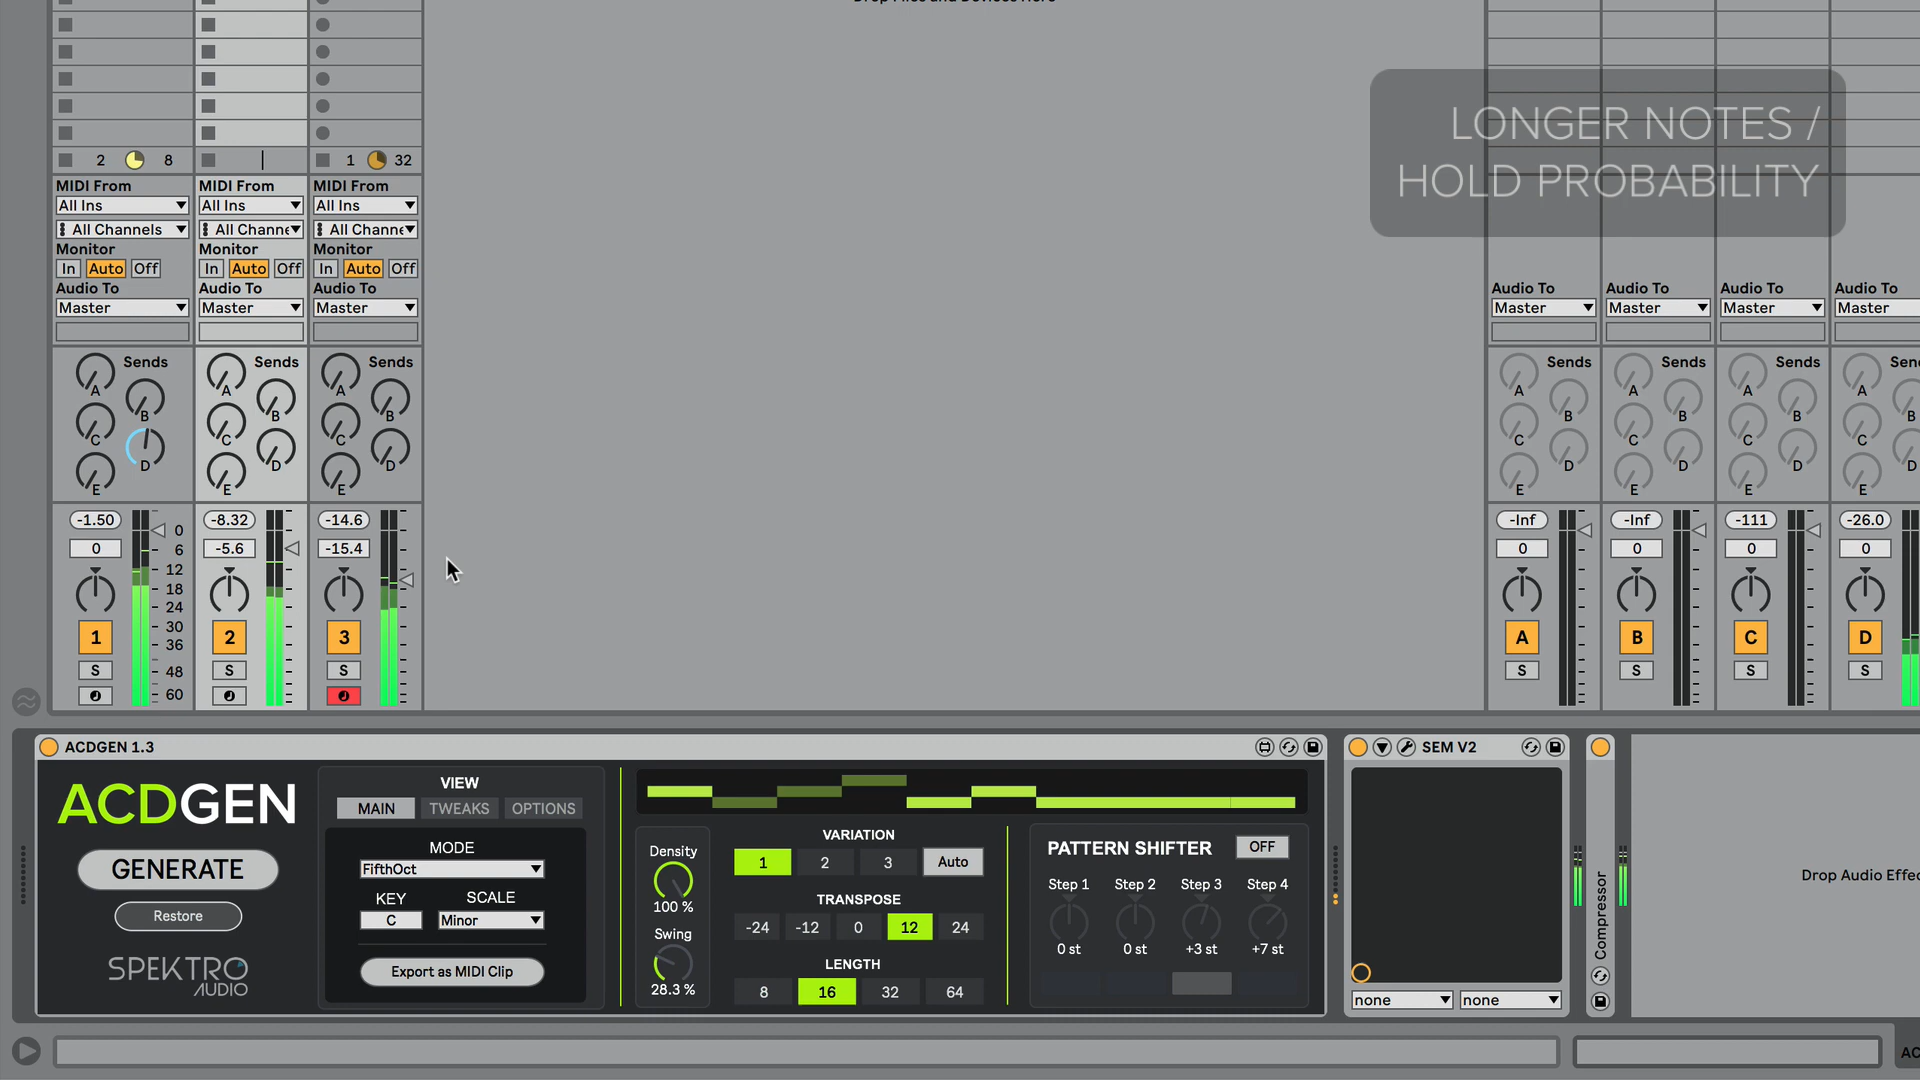 LONGER NOTES /
HOLD PROBABILITY
2 8 1 32
MIDI From MIDI From MIDI From
All Ins All Ins All Ins
All Channels All Channe All Channe
Monitor Monitor Monitor
In Auto Off In Auto Off In Auto Off
Audio To Audio To Audio To Audio To Audio To Audio To Audio To
Master Master Master Master Master Master Master
Sends Sends Sends Sends Sends Sends
A B A B A B A B A B A B A B
C D C D C D C D C D C D C D
E E E E E E E
-1.50 -8.32 -14.6 -Inf -Inf -111 -26.0
0 -5.6 -15.4 0 0 0 0
0
6
12
18
24
30
36
48
60
1 2 3 A B C D
S S S S S S S
ACDGEN 1.3
ACDGEN
GENERATE
Restore
SPEKTRO
AUDIO
VIEW
MAIN TWEAKS OPTIONS
MODE
FifthOct
KEY SCALE
C Minor
Export as MIDI Clip
Density
100 %
Swing
28.3 %
VARIATION
1 2 3 Auto
TRANSPOSE
-24 -12 0 12 24
LENGTH
8 16 32 64
PATTERN SHIFTER OFF
Step 1 Step 2 Step 3 Step 4
0 st 0 st +3 st +7 st
SEM V2
none none
Compressor
Drop Audio Effec